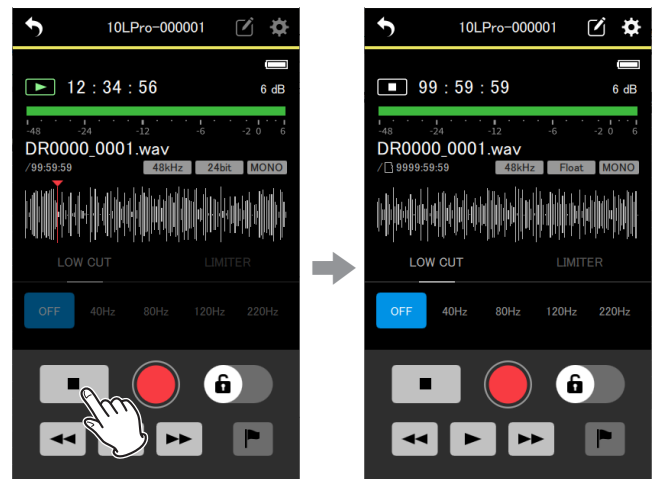 10LPro-000001
12 : 34 : 56
6 dB
-48 -24 -12 -6 -2 0 6
DR0000_0001.wav
/99:59:59 48kHz 24bit MONO
LOW CUT LIMITER
OFF 40Hz 80Hz 120Hz 220Hz
10LPro-000001
99 : 59 : 59
6 dB
-48 -24 -12 -6 -2 0 6
DR0000_0001.wav
/ 9999:59:59 48kHz Float MONO
LOW CUT LIMITER
OFF 40Hz 80Hz 120Hz 220Hz